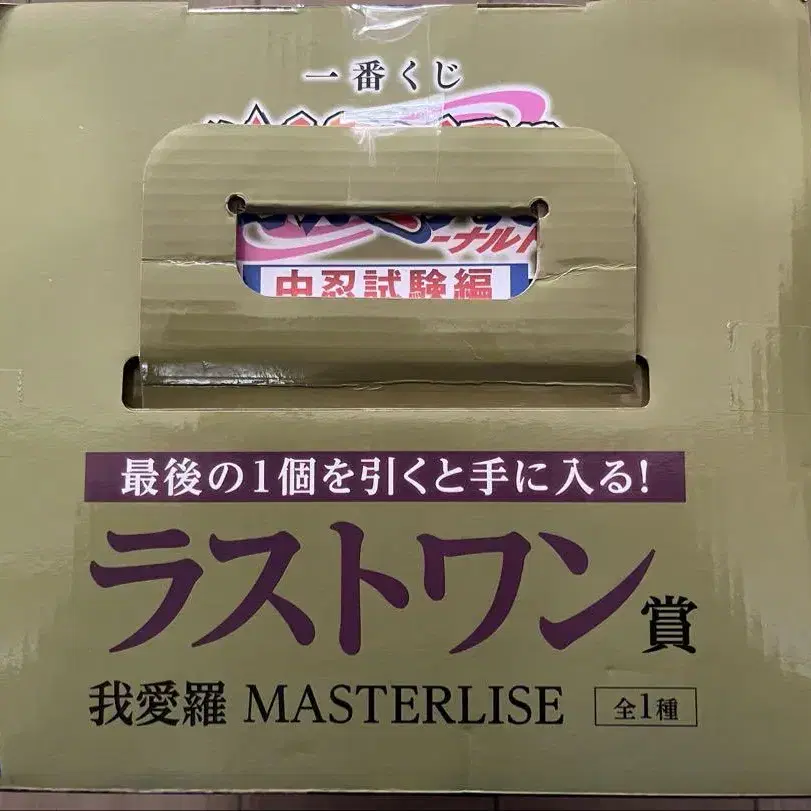 一番くじ
ーナルト
中忍試験編
最後の1個を引くと手に入る!
ラストワン賞
我愛羅 MASTERLISE 全1種